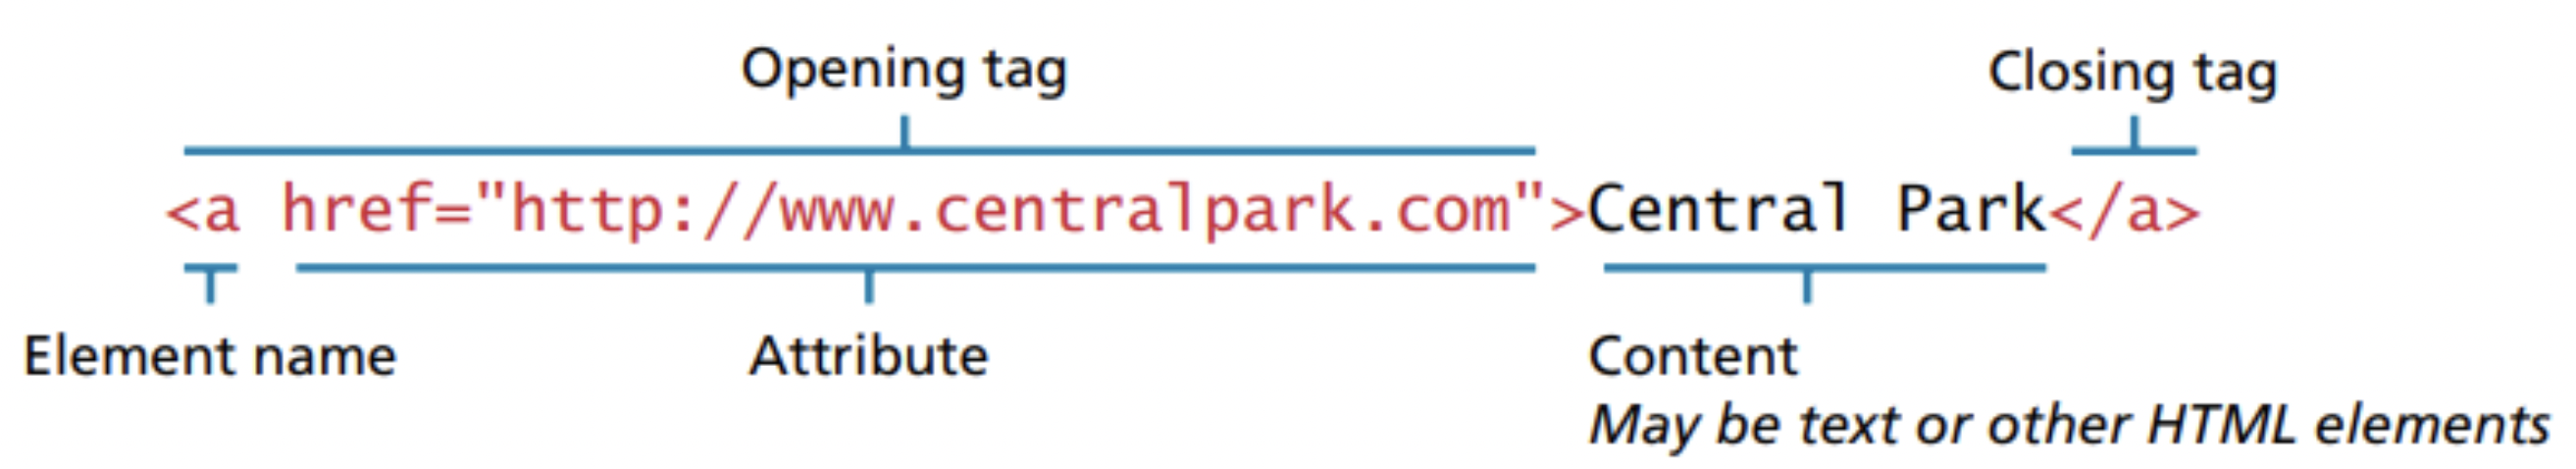 Opening tag
Closing tag
<a href="http://www.centralpark.com">Central Park</a>
Element name
Attribute
Content
May be text or other HTML elements